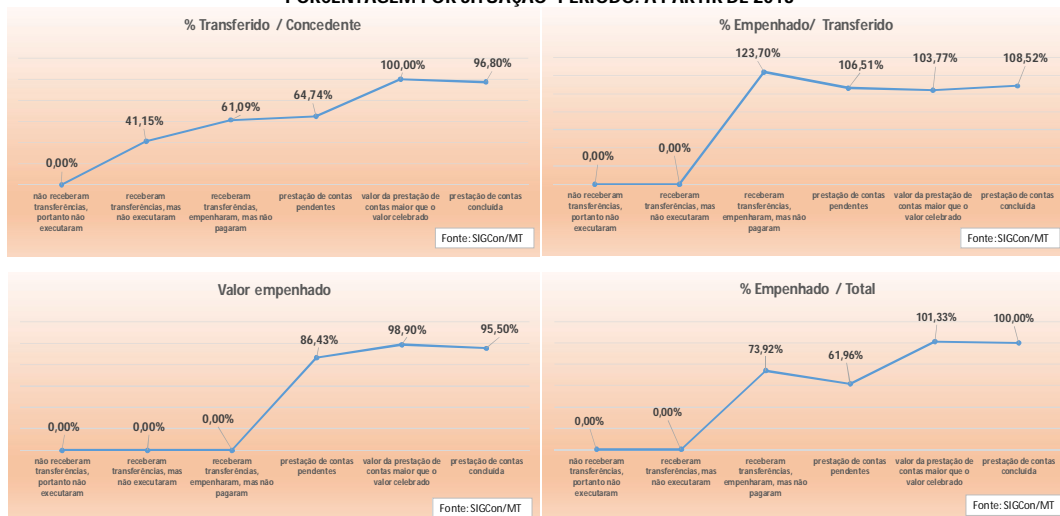 PORCENTAGEM POR SITUAÇÃO PERÍODO: A PARTIR DE 2016
% Transferido / Concedente
0,00%
41,15%
61,09%
64,74%
100,00%
96,80%
não receberam
transferências,
portanto não
executaram
receberam
transferências, mas
não executaram
receberam
transferências,
empenharam, mas não
pagaram
prestação de contas
pendentes
valor da prestação de
contas maior que o
valor celebrado
prestação de contas
concluída
Fonte: SIGCon/MT
% Empenhado/ Transferido
0,00%
0,00%
123,70%
106,51%
103,77%
108,52%
não receberam
transferências,
portanto não
executaram
receberam
transferências, mas
não executaram
receberam
transferências,
empenharam, mas não
pagaram
prestação de contas
pendentes
valor da prestação de
contas maior que o
valor celebrado
prestação de contas
concluída
Fonte: SIGCon/MT
Valor empenhado
0,00%
0,00%
0,00%
86,43%
98,90%
95,50%
não receberam
transferências,
portanto não
executaram
receberam
transferências, mas
não executaram
receberam
transferências,
empenharam, mas não
pagaram
prestação de contas
pendentes
valor da prestação de
contas maior que o
valor celebrado
prestação de contas
concluída
Fonte: SIGCon/MT
% Empenhado / Total
0,00%
0,00%
73,92%
61,96%
101,33%
100,00%
não receberam
transferências,
portanto não
executaram
receberam
transferências, mas
não executaram
receberam
transferências,
empenharam, mas não
pagaram
prestação de contas
pendentes
valor da prestação de
contas maior que o
valor celebrado
prestação de contas
concluída
Fonte: SIGCon/MT